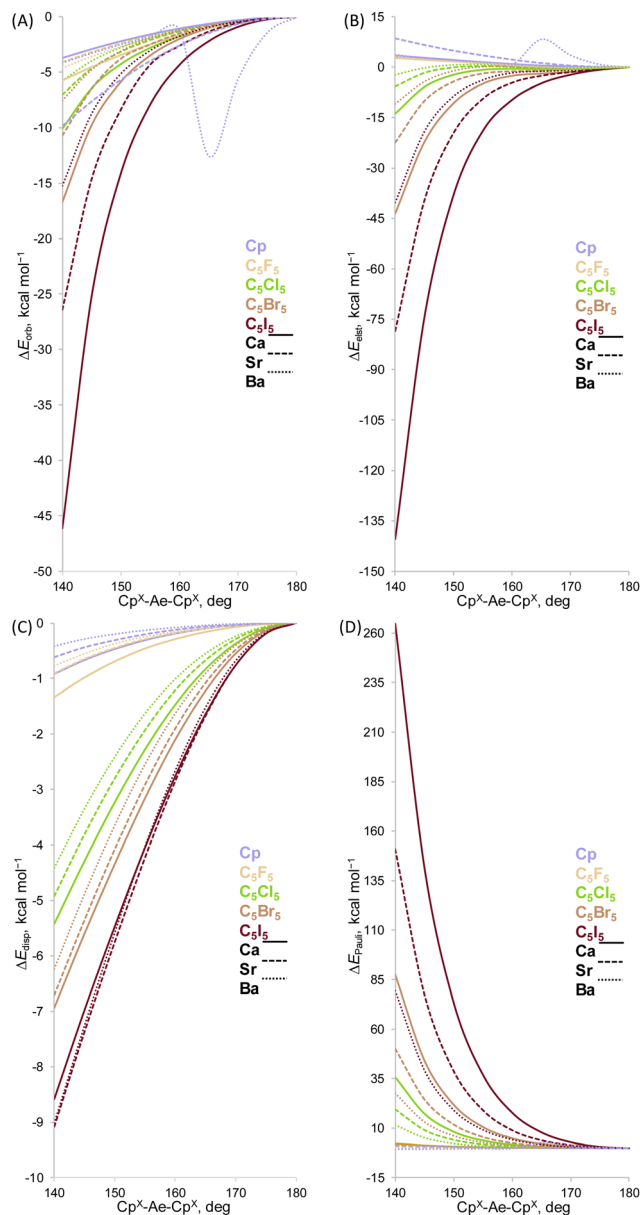 (A)
0
-5
-10
-15
-20
-25
-30
-35
-40
-45
-50
ΔE_orb, kcal mol⁻¹
Cp
C₅F₅
C₅Cl₅
C₅Br₅
C₅I₅
Ca
Sr
Ba
140 150 160 170 180
Cpˣ-Ae-Cpˣ, deg
(B)
15
0
-15
-30
-45
-60
-75
-90
-105
-120
-135
-150
ΔE_elst, kcal mol⁻¹
Cp
C₅F₅
C₅Cl₅
C₅Br₅
C₅I₅
Ca
Sr
Ba
140 150 160 170 180
Cpˣ-Ae-Cpˣ, deg
(C)
0
-1
-2
-3
-4
-5
-6
-7
-8
-9
-10
ΔE_disp, kcal mol⁻¹
Cp
C₅F₅
C₅Cl₅
C₅Br₅
C₅I₅
Ca
Sr
Ba
140 150 160 170 180
Cpˣ-Ae-Cpˣ, deg
(D)
260
235
210
185
160
135
110
85
60
35
10
-15
ΔE_Pauli, kcal mol⁻¹
Cp
C₅F₅
C₅Cl₅
C₅Br₅
C₅I₅
Ca
Sr
Ba
140 150 160 170 180
Cpˣ-Ae-Cpˣ, deg